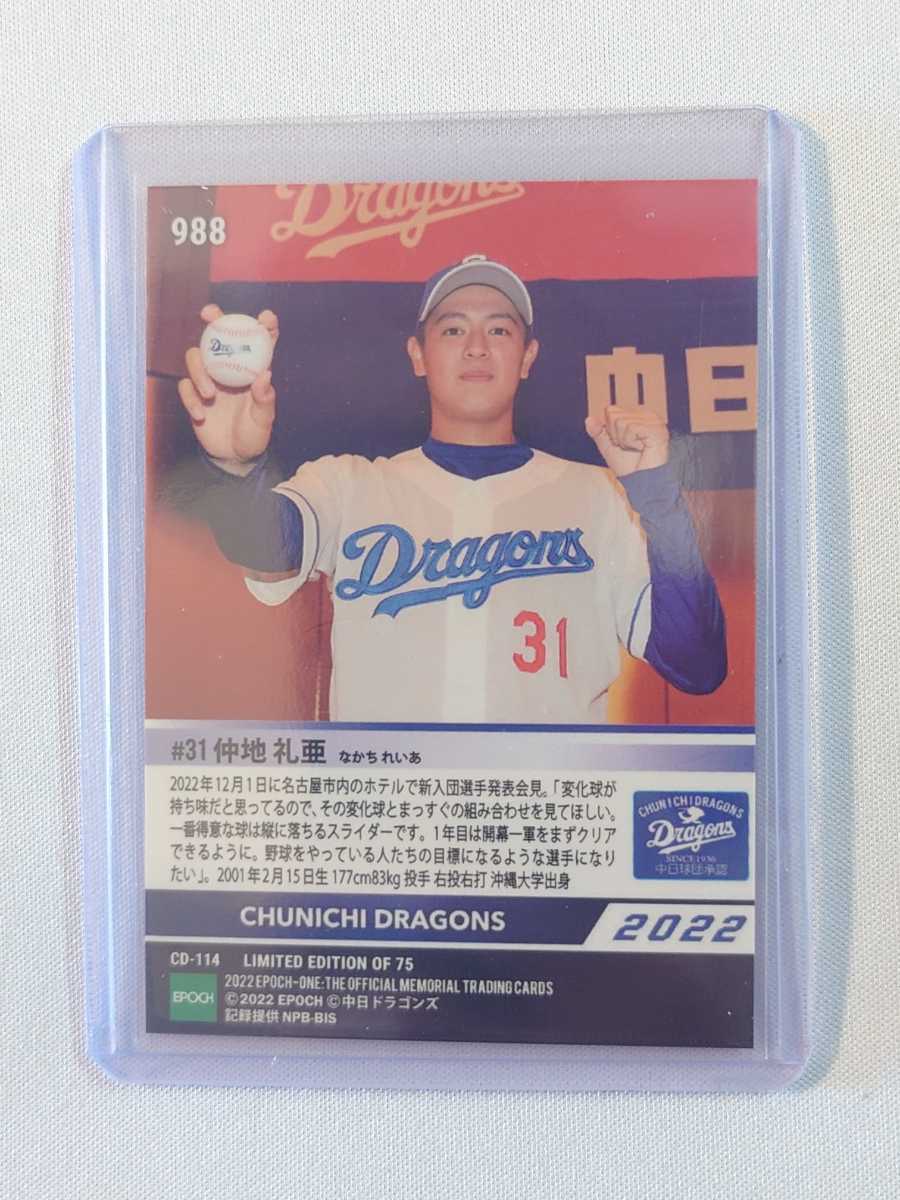 Dragons
988
Dragons
中日
Dragons
31
#31 仲地 礼亜 なかち れいあ
2022年12月1日に名古屋市内のホテルで新入団選手発表会見。「変化球が
持ち味だと思ってるので、その変化球とまっすぐの組み合わせを見てほしい。
一番得意な球は縦に落ちるスライダーです。1年目は開幕一軍をまずクリア
できるように。野球をやっている人たちの目標になるような選手になり
たい」。2001年2月15日生 177cm83kg 投手 右投右打 沖縄大学出身
CHUNICHI DRAGONS
Dragons
SINCE 1936
中日球団承認
CHUNICHI DRAGONS
2022
CD-114 LIMITED EDITION OF 75
EPOCH
2022 EPOCH-ONE:THE OFFICIAL MEMORIAL TRADING CARDS
©2022 EPOCH ©中日ドラゴンズ
記録提供 NPB-BIS